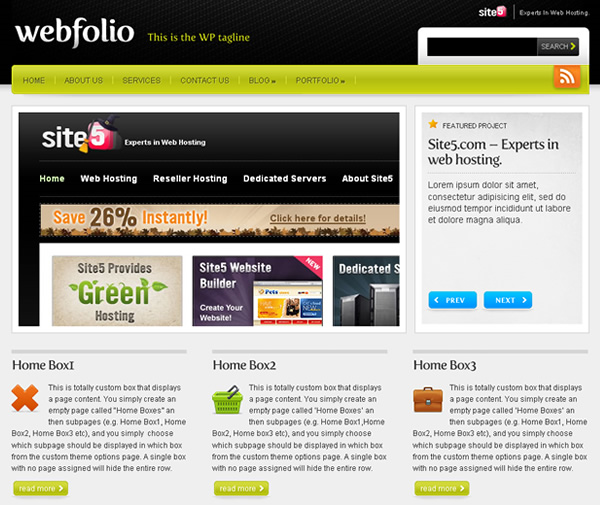 webfolio
This is the WP tagline
site5
Experts In Web Hosting.
SEARCH
HOME
ABOUT US
SERVICES
CONTACT US
BLOG »
PORTFOLIO »
site5
Experts in Web Hosting
Home
Web Hosting
Reseller Hosting
Dedicated Servers
About Site5
Save 26% Instantly!
Click here for details!
Site5 Provides
Green
Hosting
Site5 Website
Builder
Create Your
Website!
NEW
Pets
Dedicated S
FEATURED PROJECT
Site5.com – Experts in
web hosting.
Lorem ipsum dolor sit amet,
consectetur adipisicing elit, sed do
eiusmod tempor incididunt ut labore
et dolore magna aliqua.
PREV
NEXT
Home Box1
This is totally custom box that displays
a page content. You simply create an
empty page called "Home Boxes" an
then subpages (e.g. Home Box1, Home
Box2, Home Box3 etc), and you simply choose
which subpage should be displayed in which box
from the custom theme options page. A single box
with no page assigned will hide the entire row.
read more
Home Box2
This is totally custom box that displays
a page content. You simply create an
empty page called 'Home Boxes' an
then subpages (e.g. Home Box1,Home
Box2, Home box3 etc), and you simply choose
which subpage should be displayed in which box
from the custom theme options page. A single box
with no page assigned will hide the entire row.
read more
Home Box3
This is totally custom box that displays
a page content. You simply create an
empty page called 'Home Boxes' an
then subpages (e.g. Home Box1, Home
Box2, Home Box3 etc), and you simply choose
which subpage should be displayed in which box
from the custom theme options page. A single box
with no page assigned will hide the entire row.
read more